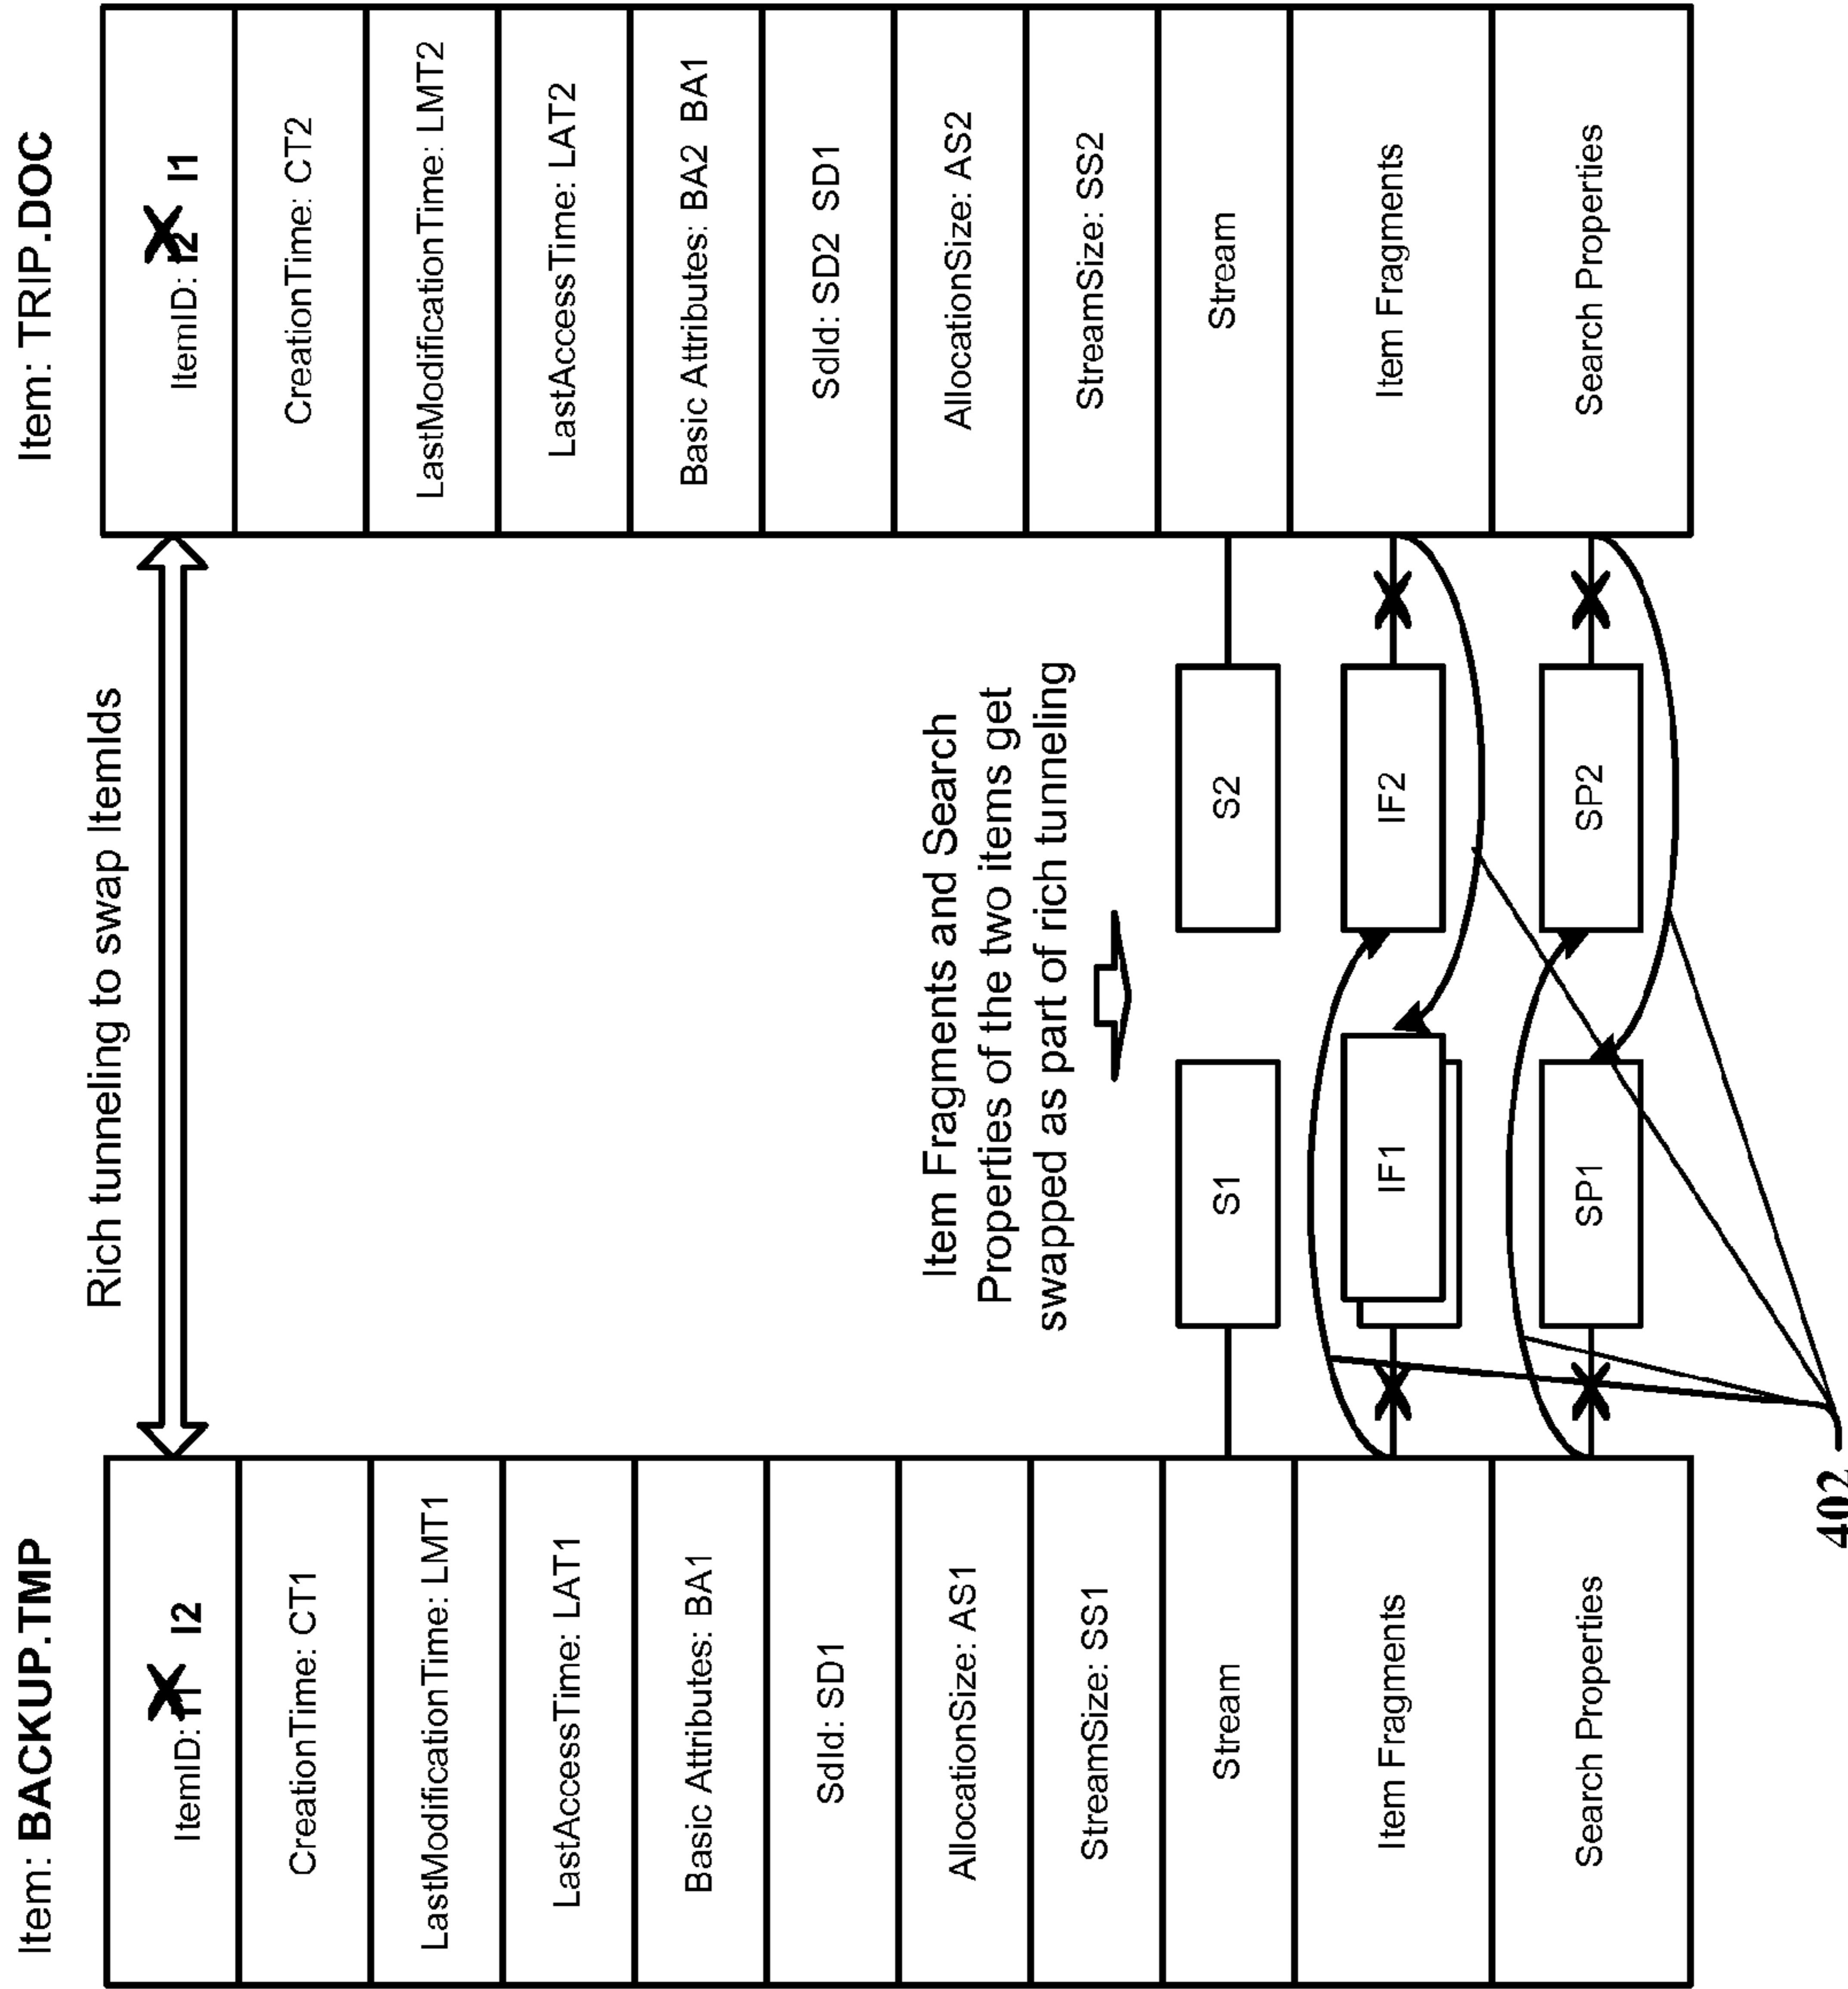 Item: BACKUP.TMP
ItemID: I1 I2
CreationTime: CT1
LastModificationTime: LMT1
LastAccessTime: LAT1
Basic Attributes: BA1
SdId: SD1
AllocationSize: AS1
StreamSize: SS1
Stream
Item Fragments
Search Properties
Rich tunneling to swap ItemIds
Item Fragments and Search
Properties of the two items get
swapped as part of rich tunneling
S1
S2
IF1
IF2
SP1
SP2
402
Item: TRIP.DOC
ItemID: I2 I1
CreationTime: CT2
LastModificationTime: LMT2
LastAccessTime: LAT2
Basic Attributes: BA2 BA1
SdId: SD2 SD1
AllocationSize: AS2
StreamSize: SS2
Stream
Item Fragments
Search Properties